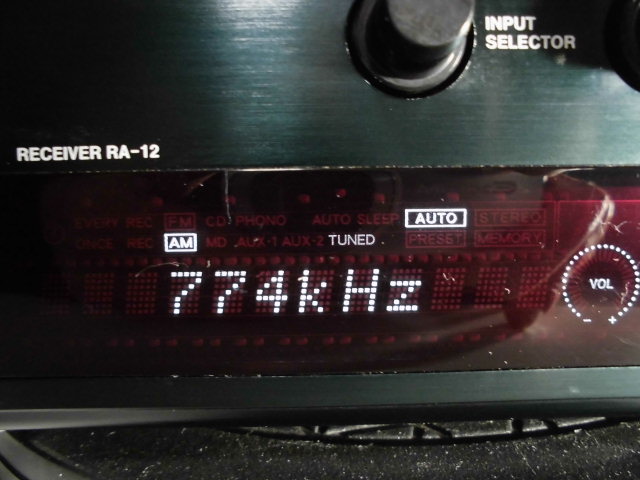 INPUT
SELECTOR
RECEIVER RA-12
EVERY REC FM CD PHONO AUTO SLEEP AUTO STEREO
ONCE REC AM MD AUX-1 AUX-2 TUNED PRESET MEMORY
774kHz
VOL
- +